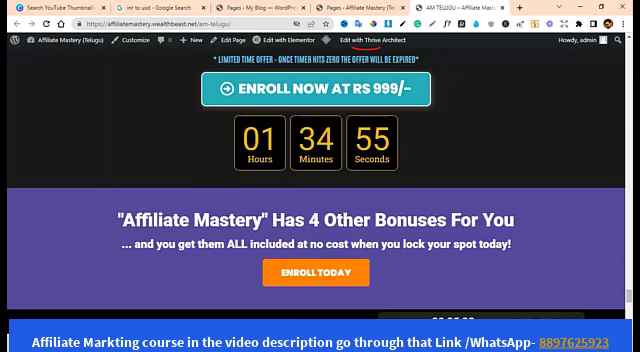 Search YouTube Thumbnail
inr to usd - Google Search
Pages ‹ My Blog — WordPr
Pages ‹ Affiliate Mastery (Te
AM TELUGU – Affiliate Maste
https://affiliatemastery.wealthbeast.net/am-telugu/
Affiliate Mastery (Telugu) Customize 0 New Edit Page Edit with Elementor Edit with Thrive Architect Howdy, admin
* LIMITED TIME OFFER - ONCE TIMER HITS ZERO THE OFFER WILL BE EXPIRED*
ENROLL NOW AT RS 999/-
01 34 55
Hours Minutes Seconds
"Affiliate Mastery" Has 4 Other Bonuses For You
... and you get them ALL included at no cost when you lock your spot today!
ENROLL TODAY
Affiliate Markting course in the video description go through that Link /WhatsApp- 8897625923